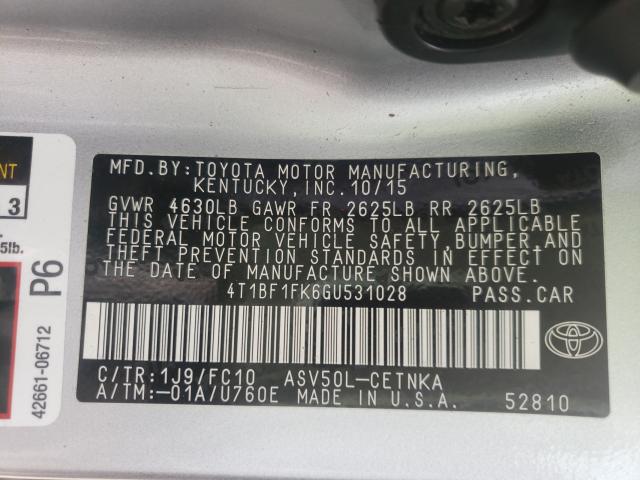 MFD.BY:TOYOTA MOTOR MANUFACTURING,
KENTUCKY,INC.10/15
GVWR 4630LB GAWR FR 2625LB RR 2625LB
THIS VEHICLE CONFORMS TO ALL APPLICABLE
FEDERAL MOTOR VEHICLE SAFETY,BUMPER,AND
THEFT PREVENTION STANDARDS IN EFFECT ON
THE DATE OF MANUFACTURE SHOWN ABOVE.
4T1BF1FK6GU531028 PASS.CAR
C/TR:1J9/FC10 ASV50L-CETNKA
A/TM:-01A/U760E MADE IN U.S.A. 52810
NT
3
5lb.
P6
42661-06712